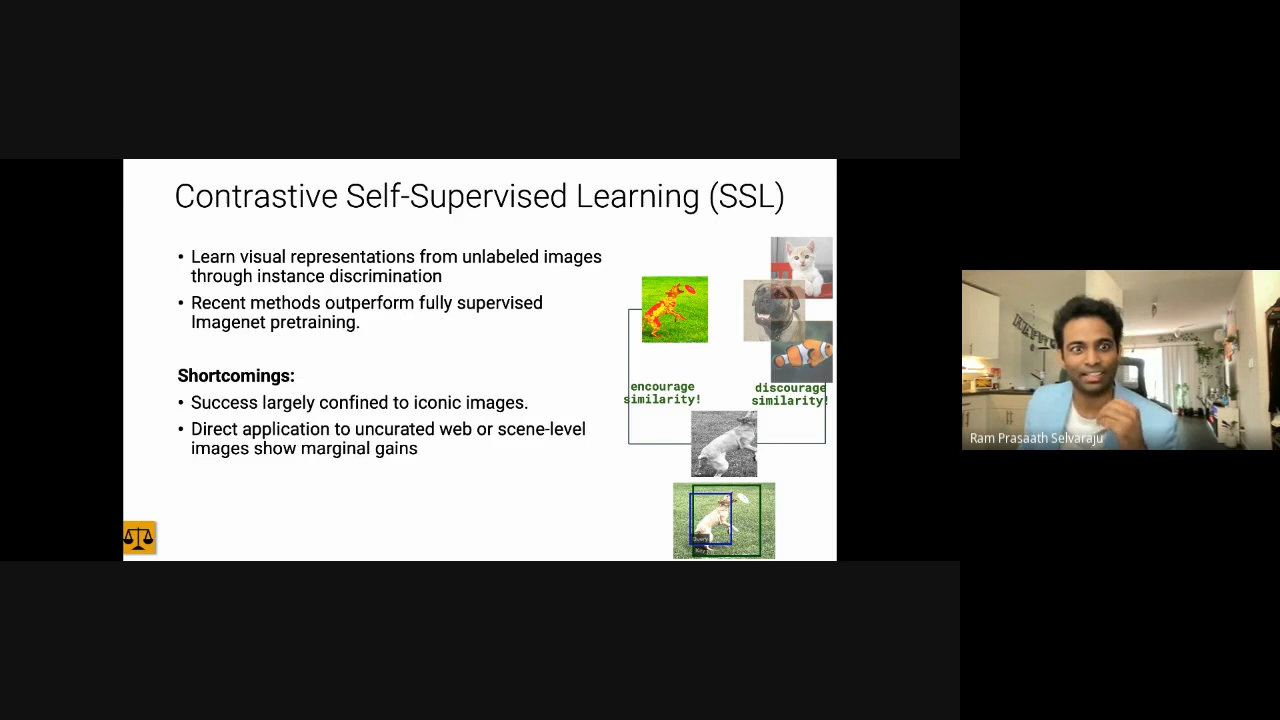 Contrastive Self-Supervised Learning (SSL)
• Learn visual representations from unlabeled images
through instance discrimination
• Recent methods outperform fully supervised
Imagenet pretraining.
Shortcomings:
• Success largely confined to iconic images.
• Direct application to uncurated web or scene-level
images show marginal gains
encourage
similarity!
discourage
similarity!
Query
Key
Ram Prasaath Selvaraju